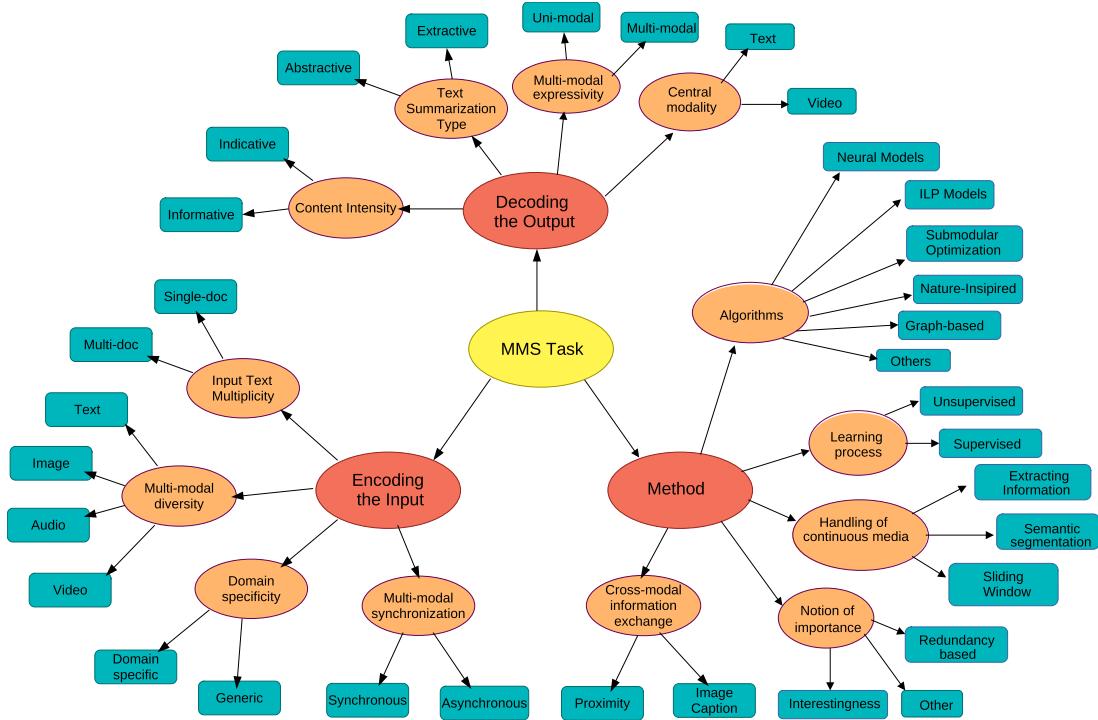 Uni-modal
Multi-modal
Extractive
Text
Abstractive
Multi-modal
expressivity
Text
Summarization
Type
Central
modality
Video
Indicative
Neural Models
Informative
Content Intensity
Decoding
the Output
ILP Models
Submodular
Optimization
Single-doc
Nature-Insipired
Algorithms
Graph-based
Multi-doc
MMS Task
Others
Input Text
Multiplicity
Text
Unsupervised
Learning
process
Supervised
Image
Multi-modal
diversity
Encoding
the Input
Method
Extracting
Information
Audio
Handling of
continuous media
Semantic
segmentation
Video
Domain
specificity
Multi-modal
synchronization
Cross-modal
information
exchange
Notion of
importance
Sliding
Window
Redundancy
based
Domain
specific
Generic
Synchronous
Asynchronous
Proximity
Image
Caption
Interestingness
Other